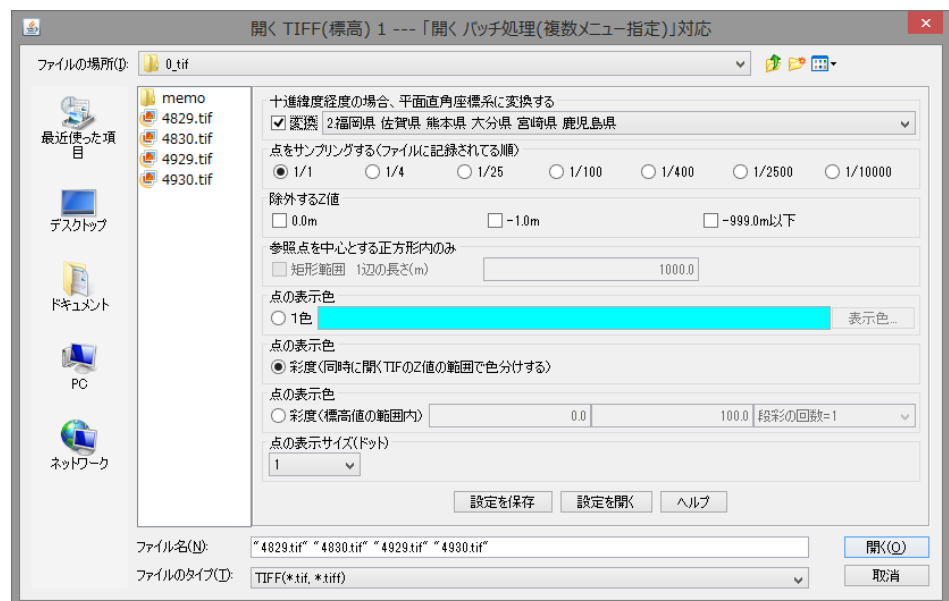 開く TIFF(標高) 1 --- 「開く バッチ処理(複数メニュー指定)」対応
ファイルの場所(I): 0_tif
最近使った項目
デスクトップ
ドキュメント
PC
ネットワーク
memo
4829.tif
4830.tif
4929.tif
4930.tif
十進緯度経度の場合、平面直角座標系に変換する
変換 2福岡県 佐賀県 熊本県 大分県 宮崎県 鹿児島県
点をサンプリングする(ファイルに記録されてる順)
1/1 1/4 1/25 1/100 1/400 1/2500 1/10000
除外するZ値
0.0m -1.0m -999.0m以下
参照点を中心とする正方形内のみ
矩形範囲 1辺の長さ(m) 1000.0
点の表示色
1色 表示色...
点の表示色
彩度(同時に開くTIFのZ値の範囲で色分けする)
点の表示色
彩度(標高値の範囲内) 0.0 100.0 段彩の回数=1
点の表示サイズ(ドット)
1
設定を保存 設定を開く ヘルプ
ファイル名(N): "4829.tif" "4830.tif" "4929.tif" "4930.tif" 開く(O)
ファイルのタイプ(T): TIFF(*.tif, *.tiff) 取消